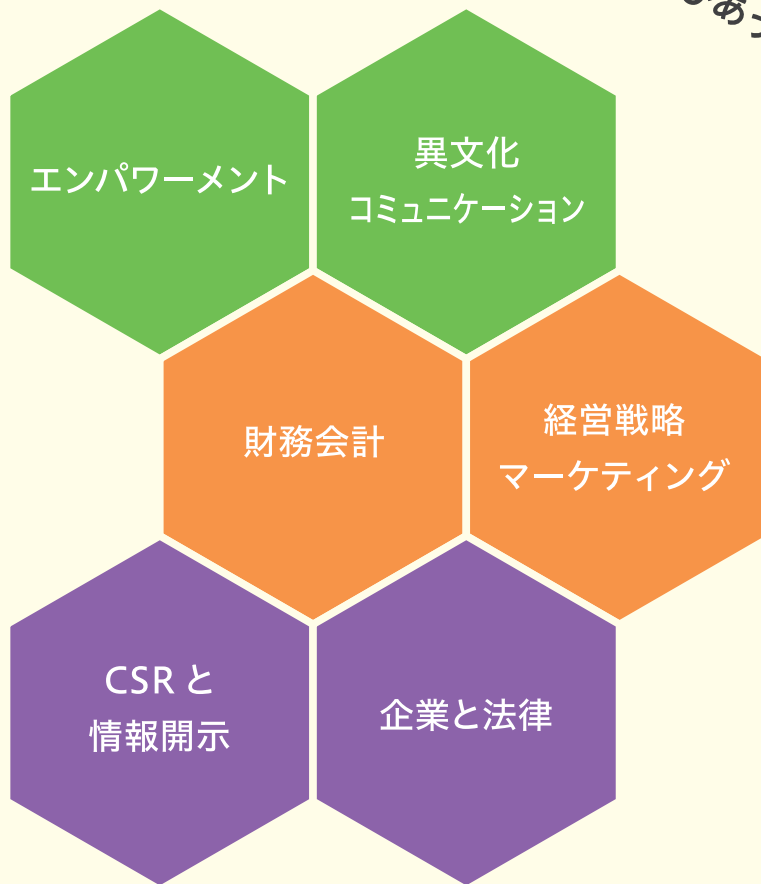 エンパワーメント
異文化
コミュニケーション
財務会計
経営戦略
マーケティング
CSR と
情報開示
企業と法律